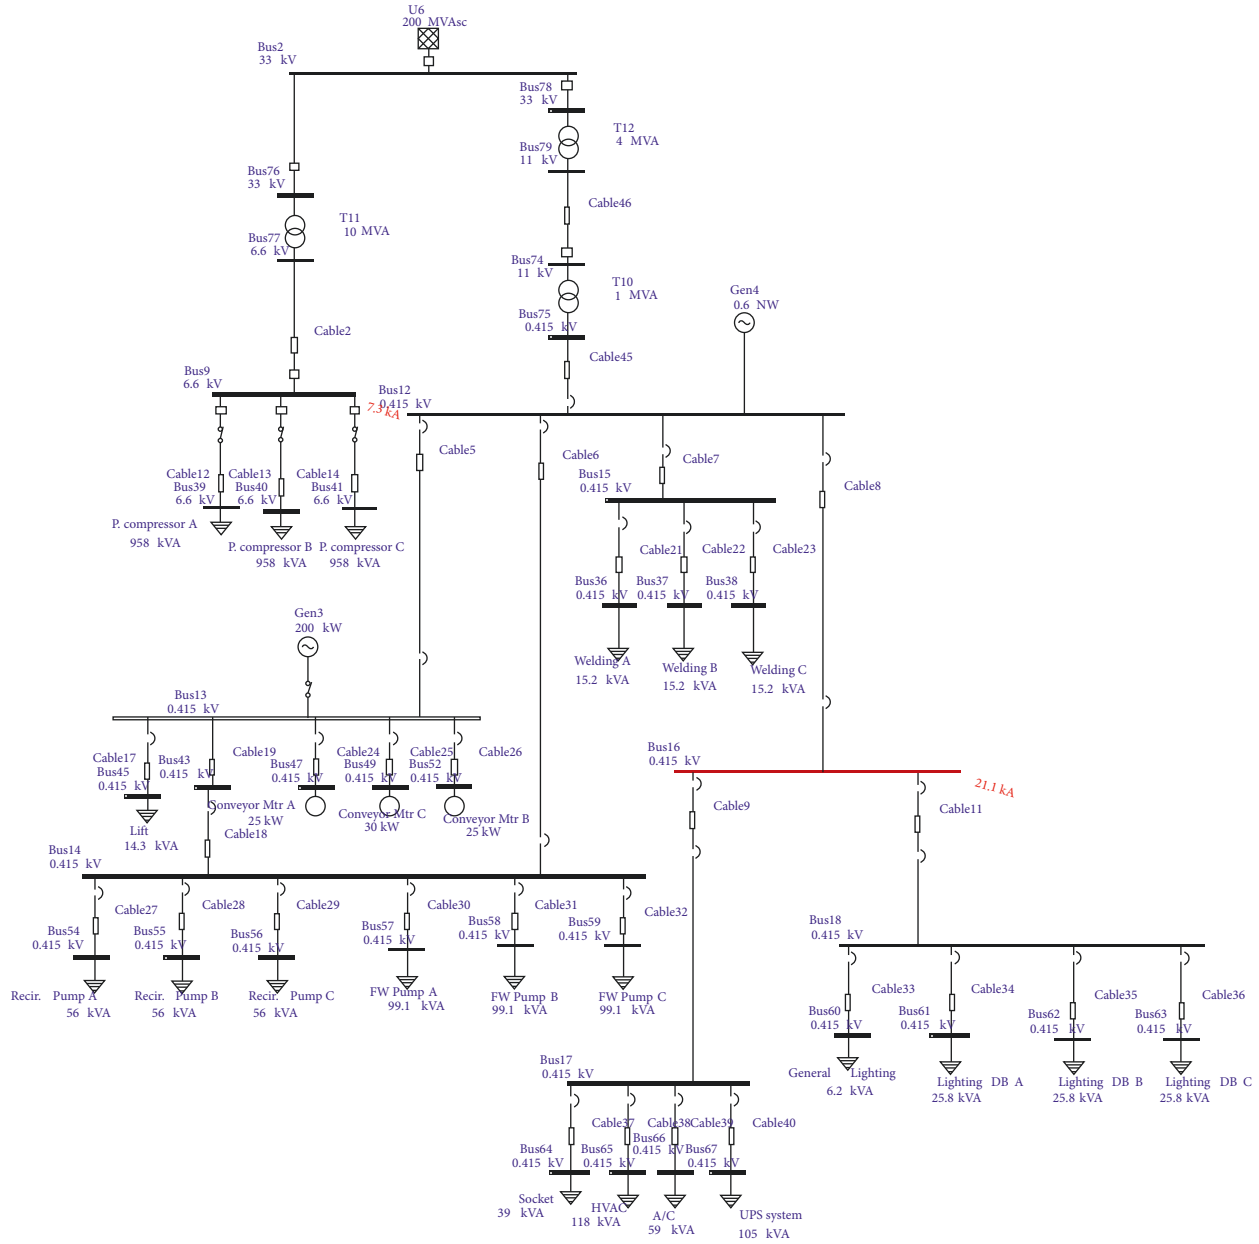 U6
200 MVAsc
Bus2
33 kV
Bus78
33 kV
T12
4 MVA
Bus79
11 kV
Bus76
33 kV
Cable46
T11
10 MVA
Bus77
6.6 kV
Bus74
11 kV
T10
1 MVA
Gen4
0.6 NW
Bus75
0.415 kV
Cable2
Cable45
Bus9
6.6 kV
Bus12
0.415 kV
7.3 kA
Cable5
Cable6
Cable7
Cable8
Bus15
0.415 kV
Cable12
Bus39
6.6 kV
Cable13
Bus40
6.6 kV
Cable14
Bus41
6.6 kV
P. compressor A
958 kVA
P. compressor B
958 kVA
P. compressor C
958 kVA
Cable21
Cable22
Cable23
Bus36
0.415 kV
Bus37
0.415 kV
Bus38
0.415 kV
Welding A
15.2 kVA
Welding B
15.2 kVA
Welding C
15.2 kVA
Gen3
200 kW
Bus13
0.415 kV
Cable17
Bus45
0.415 kV
Bus43
0.415 kV
Cable19
Bus47
0.415 kV
Cable24
Bus49
0.415 kV
Cable25
Bus52
0.415 kV
Cable26
Lift
14.3 kVA
Conveyor Mtr A
25 kW
Conveyor Mtr C
30 kW
Conveyor Mtr B
25 kW
Cable18
Bus16
0.415 kV
21.1 kA
Cable9
Cable11
Bus14
0.415 kV
Cable27
Cable28
Cable29
Cable30
Cable31
Cable32
Bus54
0.415 kV
Bus55
0.415 kV
Bus56
0.415 kV
Bus57
0.415 kV
Bus58
0.415 kV
Bus59
0.415 kV
Recir. Pump A
56 kVA
Recir. Pump B
56 kVA
Recir. Pump C
56 kVA
FW Pump A
99.1 kVA
FW Pump B
99.1 kVA
FW Pump C
99.1 kVA
Bus18
0.415 kV
Cable33
Cable34
Cable35
Cable36
Bus60
0.415 kV
Bus61
0.415 kV
Bus62
0.415 kV
Bus63
0.415 kV
General Lighting
6.2 kVA
Lighting DB A
25.8 kVA
Lighting DB B
25.8 kVA
Lighting DB C
25.8 kVA
Bus17
0.415 kV
Cable37
Cable38
Cable39
Cable40
Bus64
0.415 kV
Bus65
0.415 kV
Bus66
0.415 kV
Bus67
0.415 kV
Socket
39 kVA
HVAC
118 kVA
A/C
59 kVA
UPS system
105 kVA